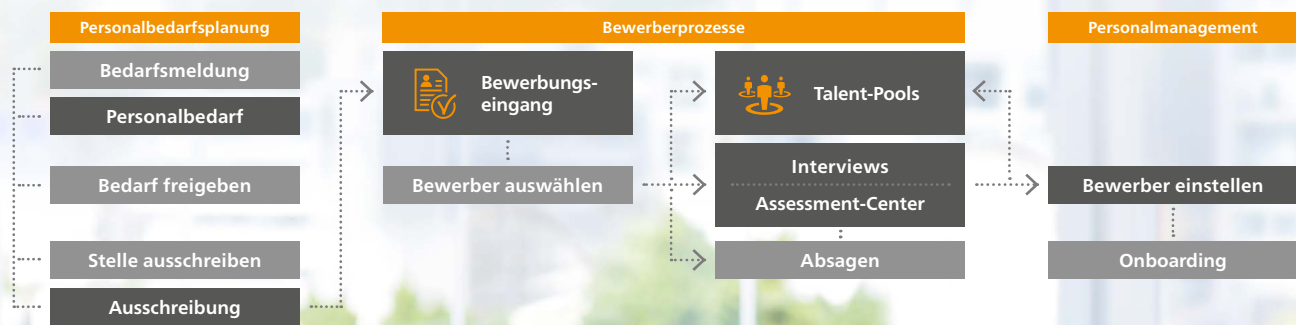 Personalbedarfsplanung
Bedarfsmeldung
Personalbedarf
Bedarf freigeben
Stelle ausschreiben
Ausschreibung
Bewerberprozesse
Bewerbungs-
eingang
Bewerber auswählen
Talent-Pools
Interviews
Assessment-Center
Absagen
Personalmanagement
Bewerber einstellen
Onboarding